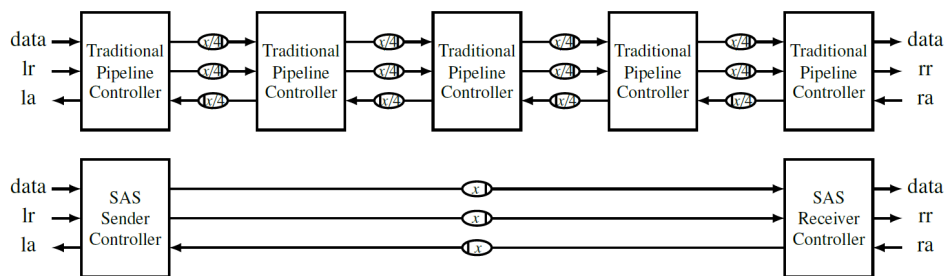 data
lr
la
Traditional
Pipeline
Controller
x/4
x/4
x/4
Traditional
Pipeline
Controller
x/4
x/4
x/4
Traditional
Pipeline
Controller
x/4
x/4
x/4
Traditional
Pipeline
Controller
x/4
x/4
x/4
Traditional
Pipeline
Controller
data
rr
ra
data
lr
la
SAS
Sender
Controller
x
x
x
SAS
Receiver
Controller
data
rr
ra